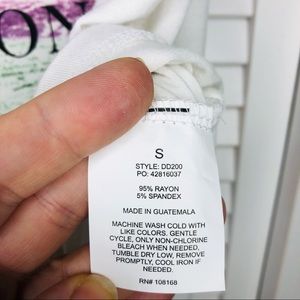 ON
S
STYLE: DD200
PO: 42816037
95% RAYON
5% SPANDEX
MADE IN GUATEMALA
MACHINE WASH COLD WITH
LIKE COLORS, GENTLE
CYCLE, ONLY NON-CHLORINE
BLEACH WHEN NEEDED,
TUMBLE DRY LOW, REMOVE
PROMPTLY, COOL IRON IF
NEEDED.
RN# 108168